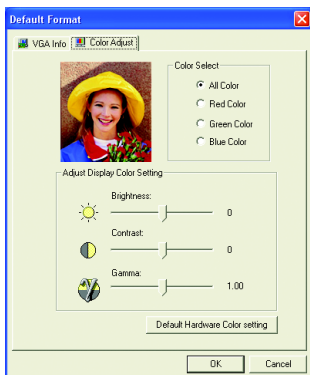 Default Format
VGA Info
Color Adjust
Color Select
All Color
Red Color
Green Color
Blue Color
Adjust Display Color Setting
Brightness:
0
Contrast:
0
Gamma:
1.00
Default Hardware Color setting
OK
Cancel